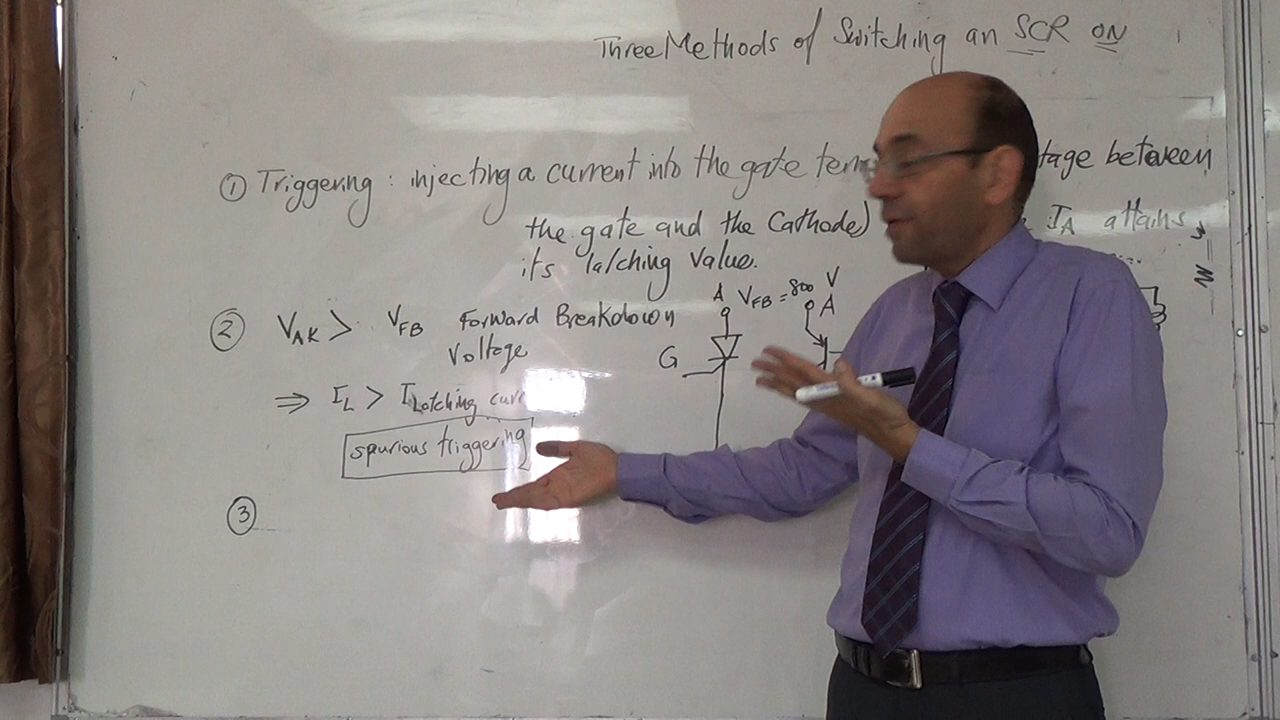 Three Methods of Switching an SCR ON
① Triggering : injecting a current into the gate tage between
the gate and the Cathode) IA attains
its latching value.
② VAK > VFB Forward Breakdown
Voltage
⇒ IL > ILatching
spurious triggering
③
A VFB = 800 V
A
G